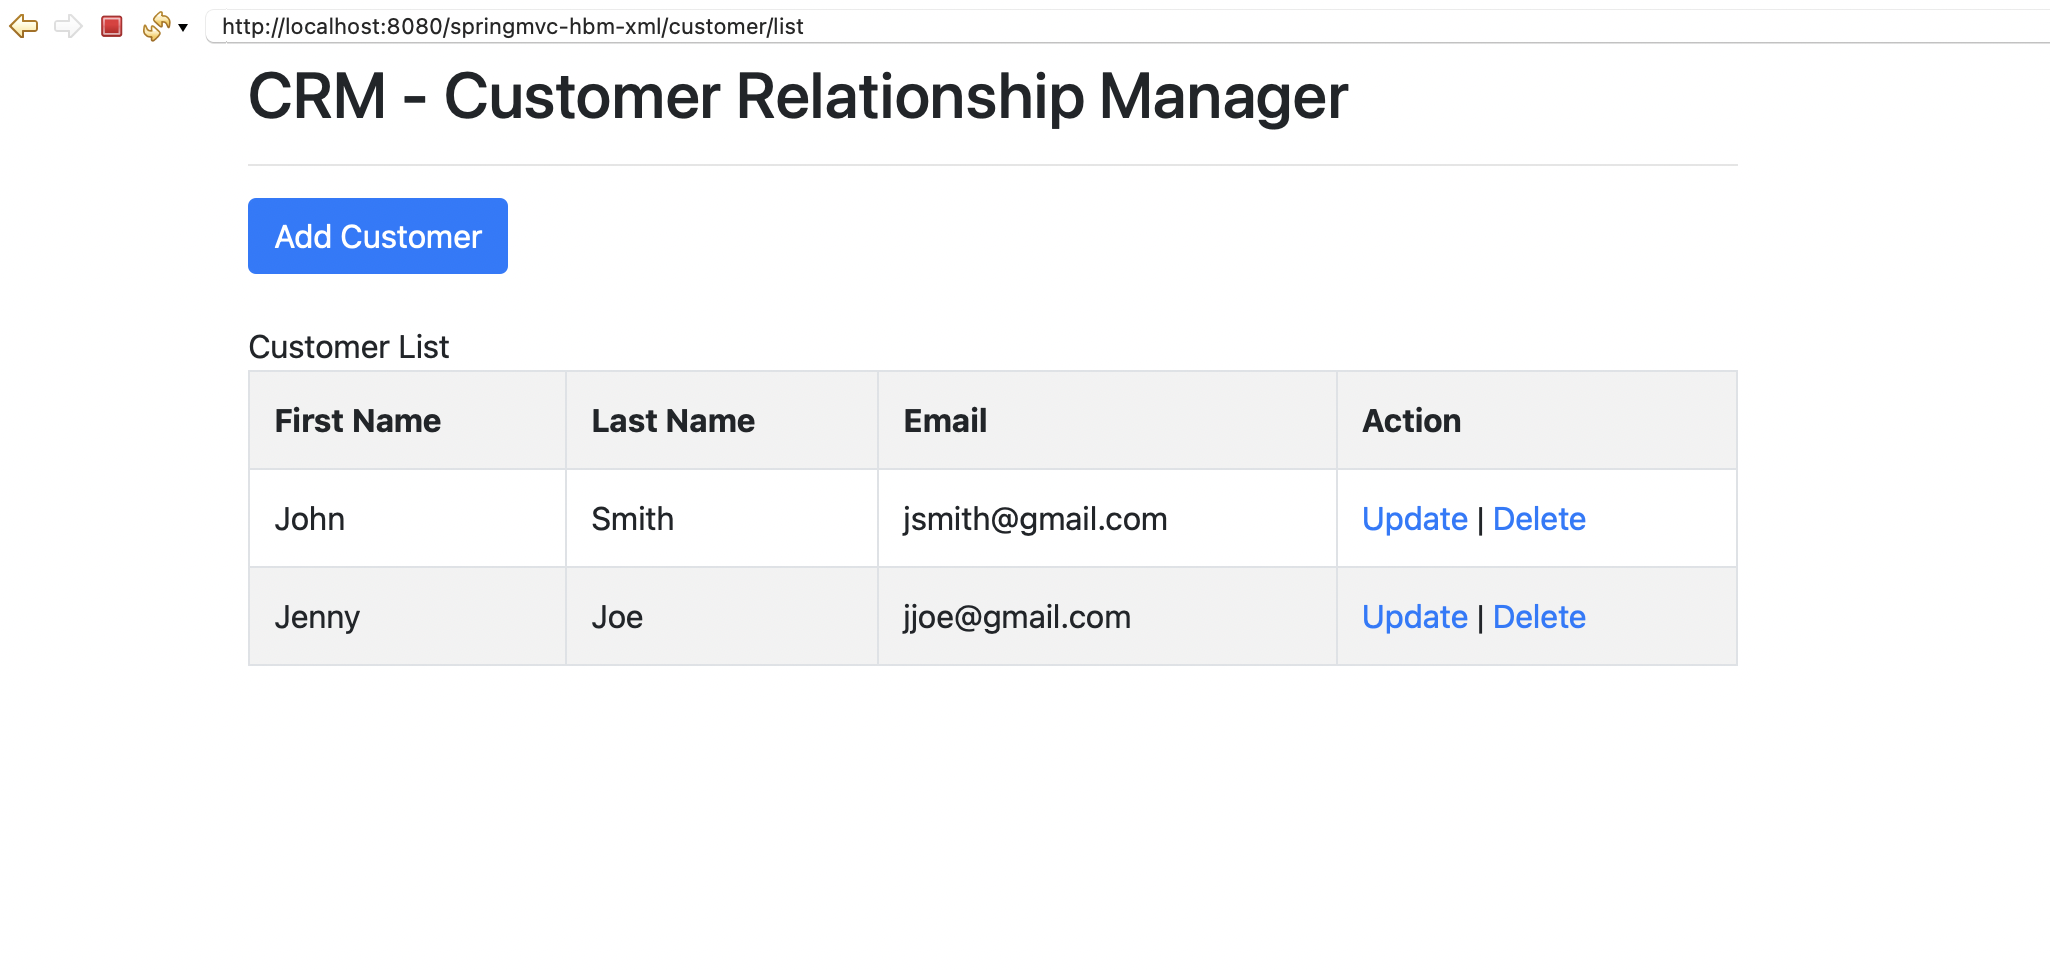 http://localhost:8080/springmvc-hbm-xml/customer/list
CRM - Customer Relationship Manager
Add Customer
Customer List
First Name Last Name Email Action
John Smith jsmith@gmail.com Update | Delete
Jenny Joe jjoe@gmail.com Update | Delete